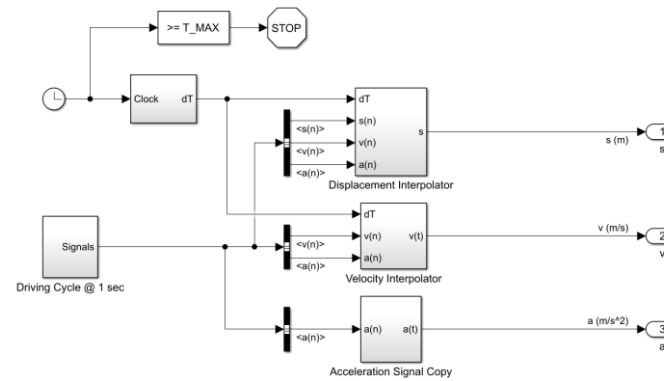 >= T_MAX
STOP
Clock dT
dT
s(n)
v(n)
a(n)
s
<s(n)>
<v(n)>
<a(n)>
Displacement Interpolator
s (m)
1
s
Signals
Driving Cycle @ 1 sec
dT
v(n)
a(n)
v(t)
<v(n)>
<a(n)>
Velocity Interpolator
v (m/s)
2
v
a(n) a(t)
<a(n)>
Acceleration Signal Copy
a (m/s^2)
3
a